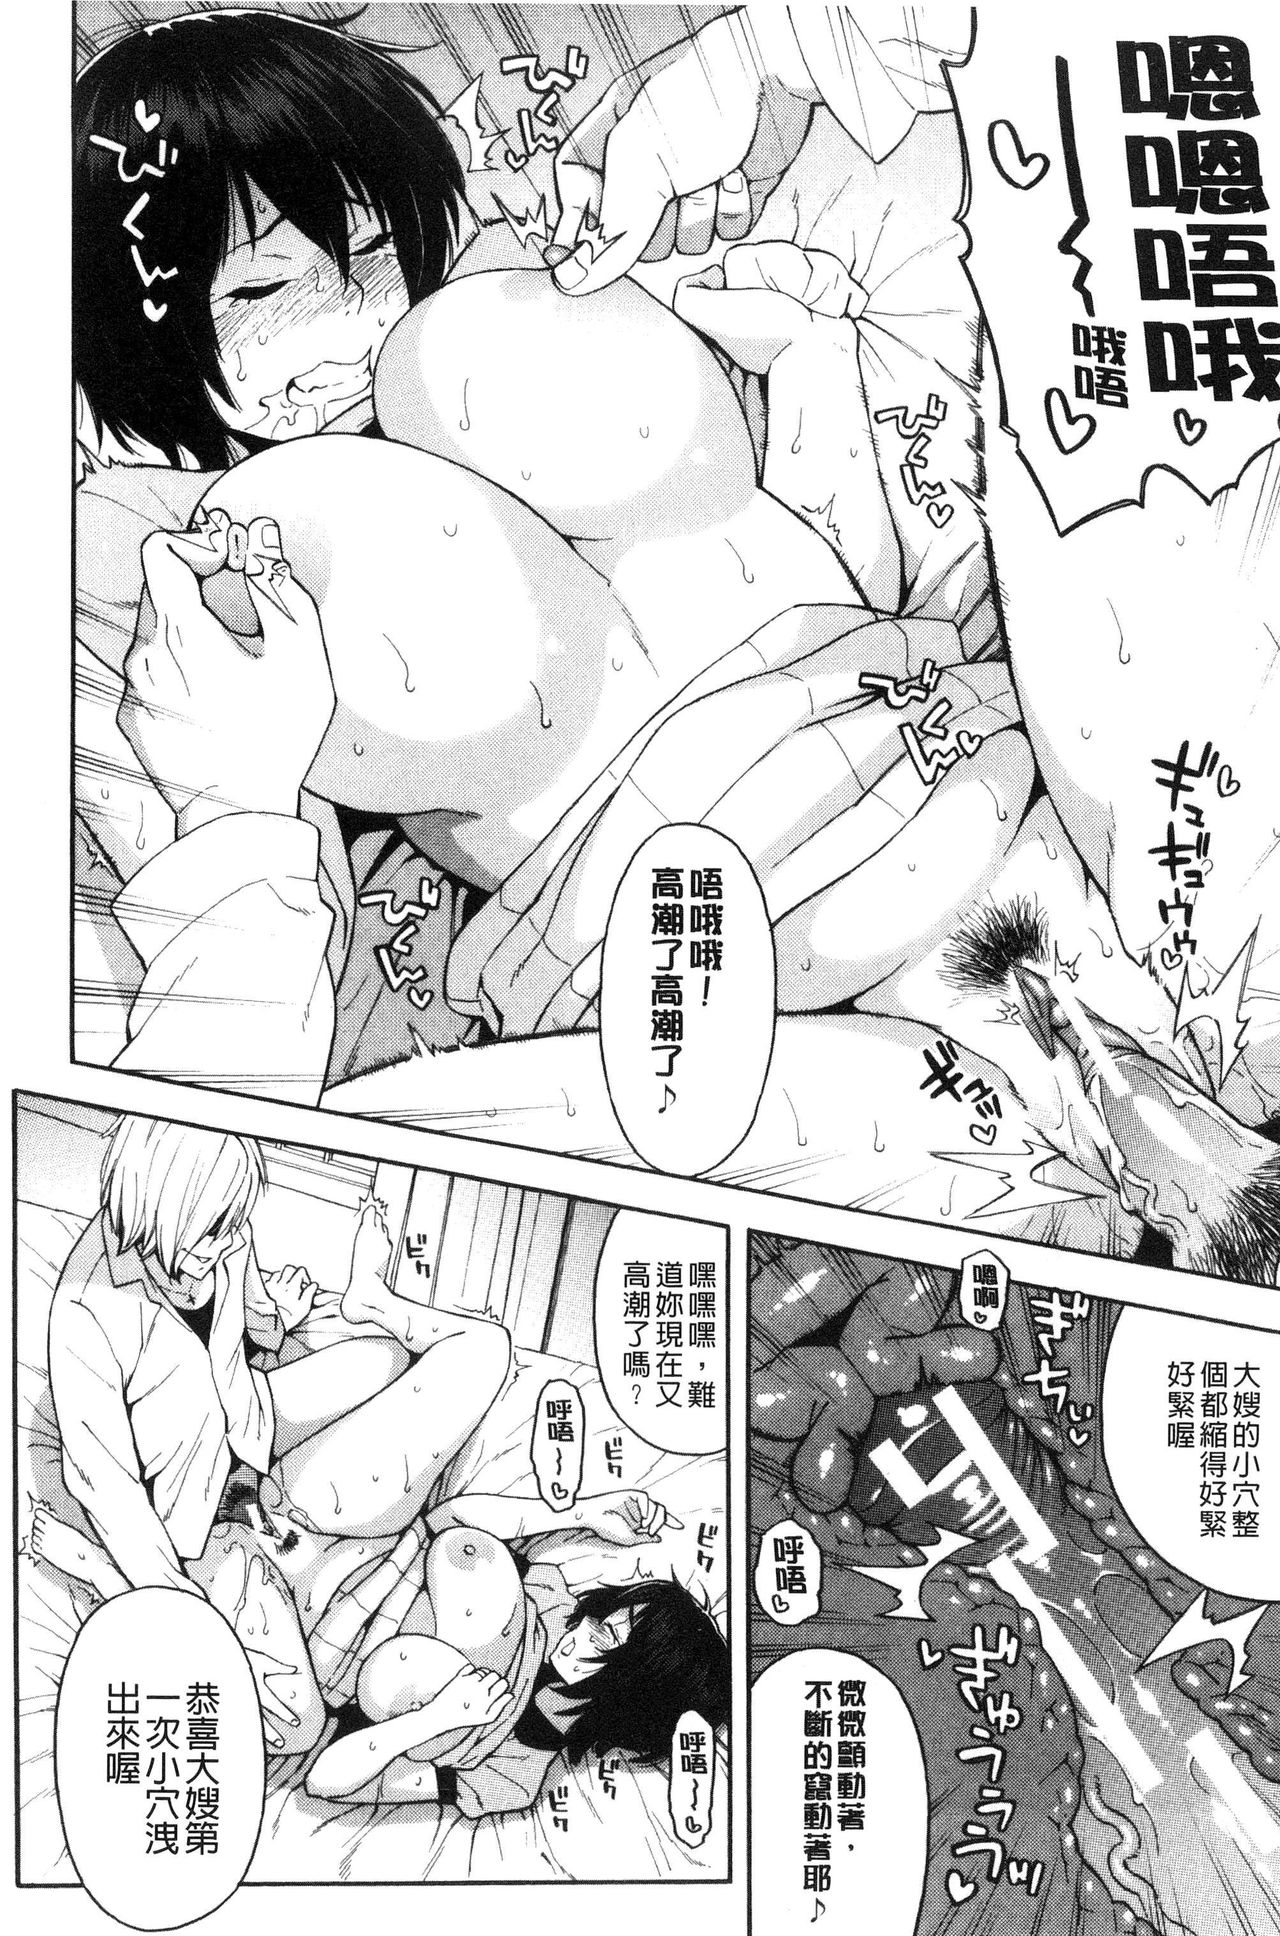 嗯嗯唔哦
哦唔
びくん
びくん
びくん
びくん
びくん
ギュギュウゥ
唔哦哦！
高潮了高潮了♪
ぎゅ
大嫂的小穴整
個都縮得好緊
好緊喔
嗯啊
ぎちぃ
呼唔
ぎゅううう
微微顫動著，
不斷的竄動著耶♪
嘿嘿嘿，難
道妳現在又
高潮了嗎？
ビク
呼唔～
ビク
ビク
呼唔～
恭喜大嫂第
一次小穴洩
出來喔